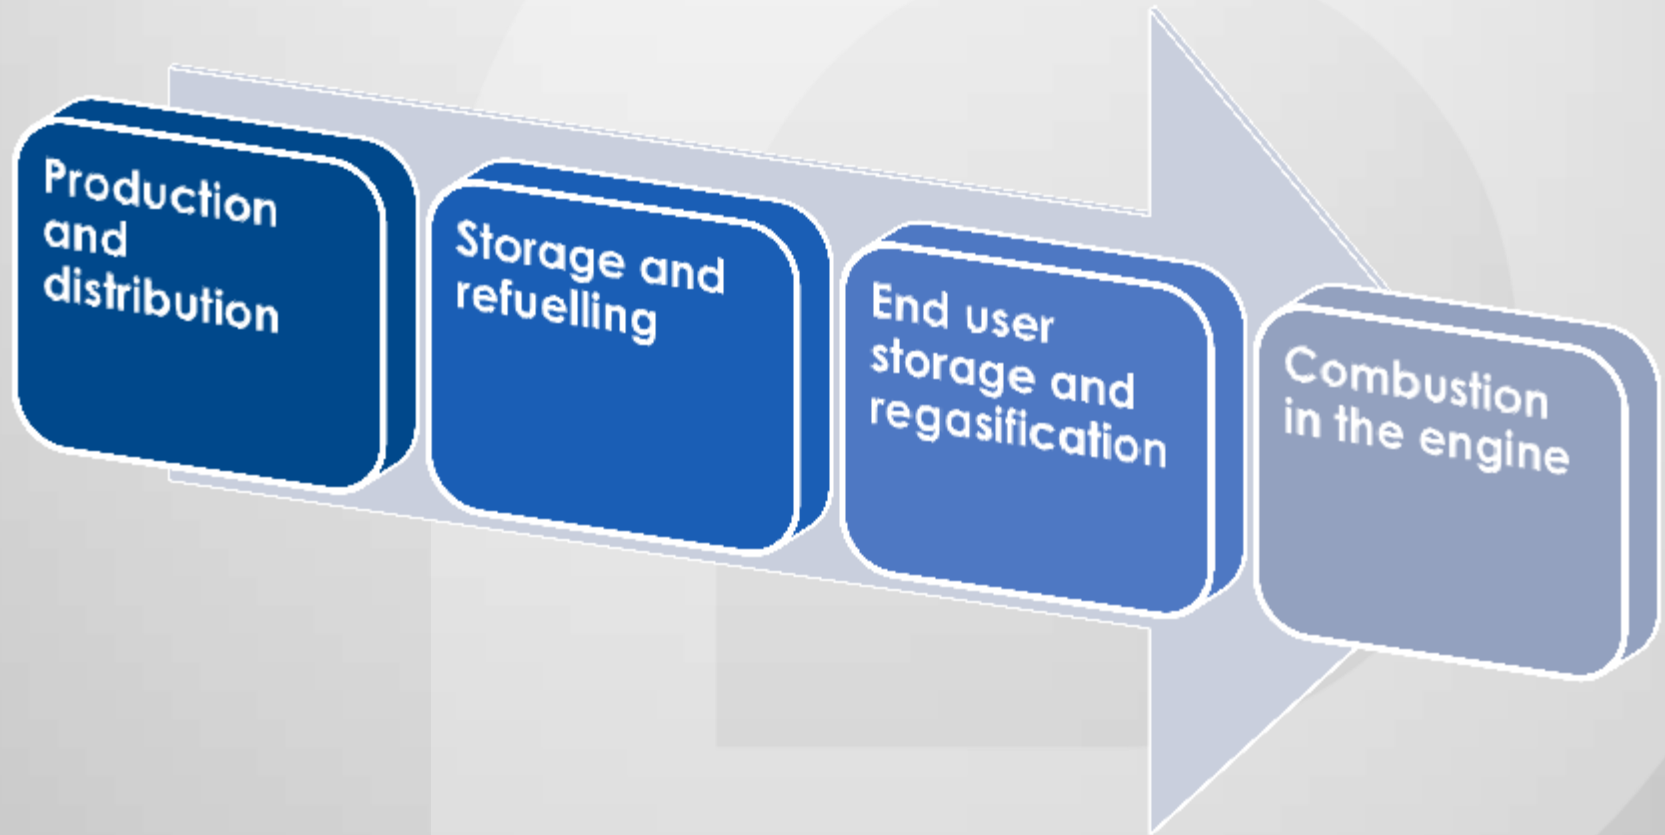 Production
and
distribution
Storage and
refuelling
End user
storage and
regasification
Combustion
in the engine